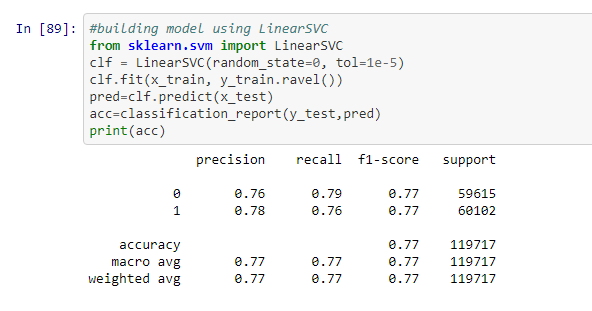 In [89]: #building model using LinearSVC
from sklearn.svm import LinearSVC
clf = LinearSVC(random_state=0, tol=1e-5)
clf.fit(x_train, y_train.ravel())
pred=clf.predict(x_test)
acc=classification_report(y_test,pred)
print(acc)
precision recall f1-score support
0 0.76 0.79 0.77 59615
1 0.78 0.76 0.77 60102
accuracy 0.77 119717
macro avg 0.77 0.77 0.77 119717
weighted avg 0.77 0.77 0.77 119717